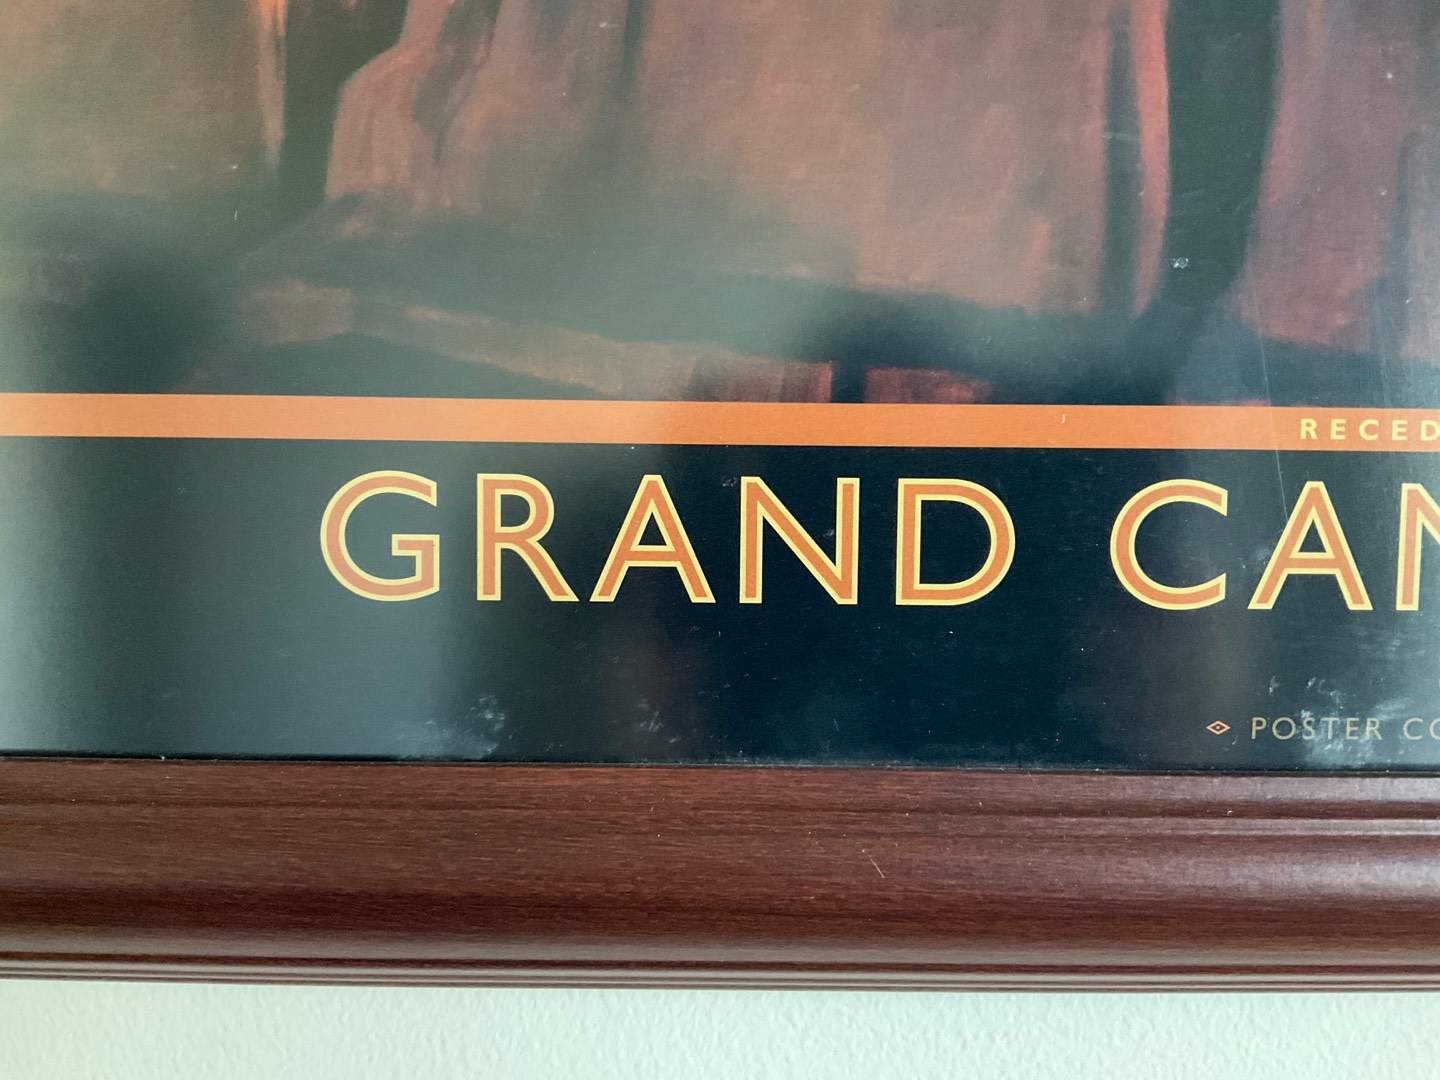 RECED
GRAND CAN
POSTER CO